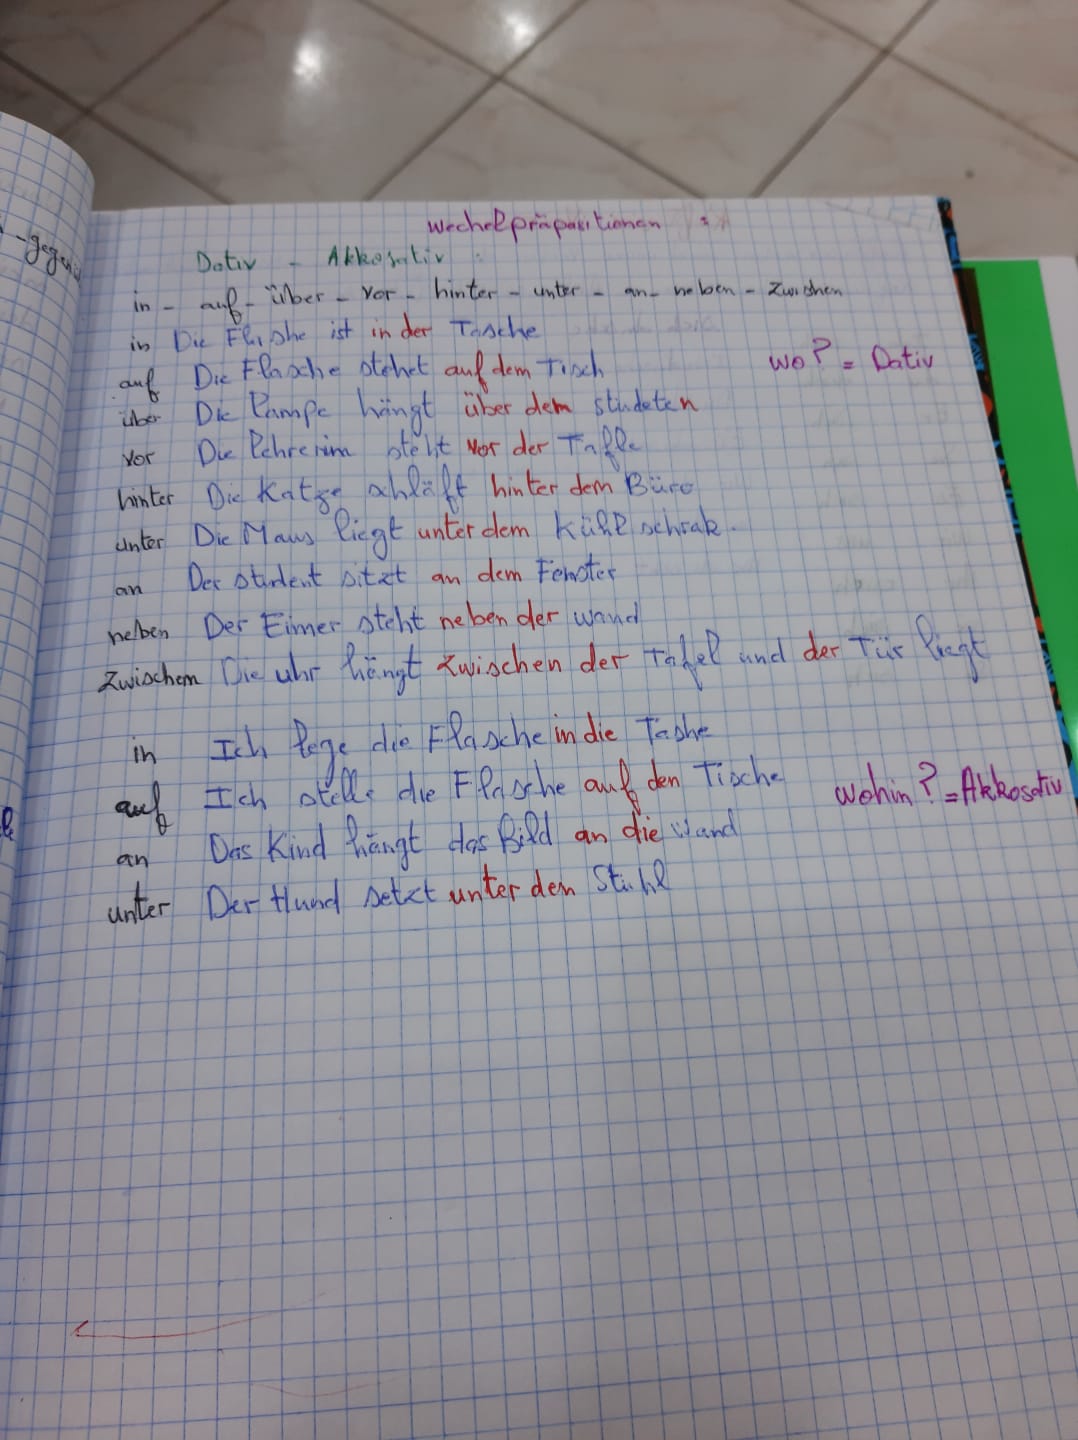 -gegen
Wechelpräpositionen :
Dativ - Akkosativ :
in - auf - über - vor - hinter - unter - an - neben - zwischen
in Die Flashe ist in der Tasche
auf Die Flasche stehet auf dem Tisch
wo? = Dativ
über Die Lampe hängt über dem studeten
vor Die Lehrerin steht vor der Taffle
hinter Die Katze schläft hinter dem Büro
unter Die Maus liegt unter dem Kühlschrak.
an Der student sitzt an dem Fenster
neben Der Eimer steht neben der wand
zwischen Die uhr hängt zwischen der Tafel und der Tür liegt
in Ich lege die Flasche in die Tashe
auf Ich stelle die Flasche auf den Tische
wohin? = Akkosativ
an Das Kind hängt das Bild an die wand
unter Der Hund setzt unter den Stuhl